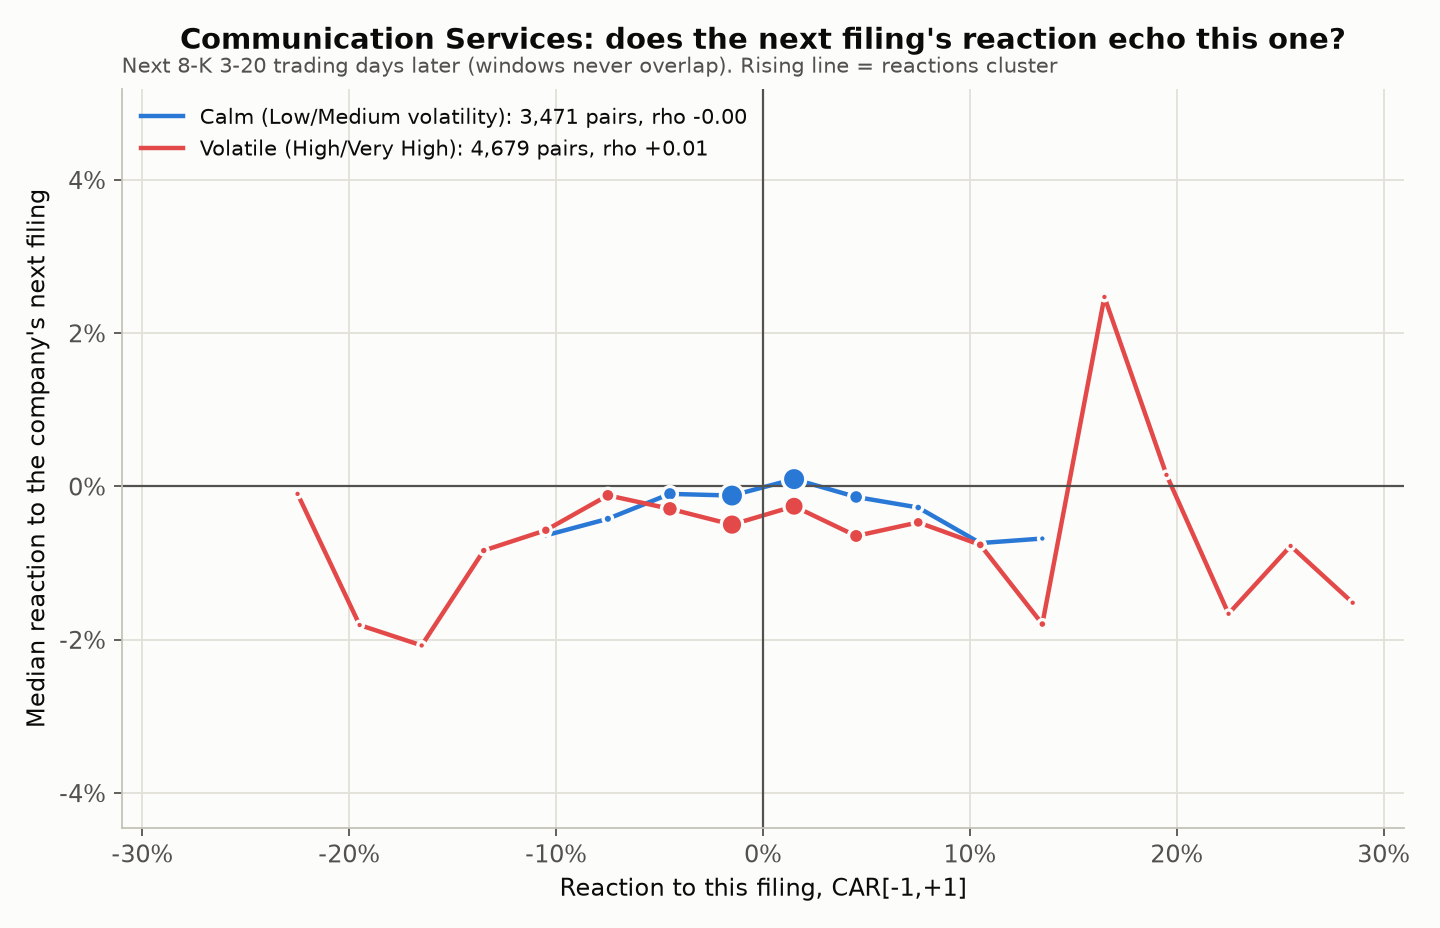 Communication Services: does the next filing's reaction echo this one?
Next 8-K 3-20 trading days later (windows never overlap). Rising line = reactions cluster
Calm (Low/Medium volatility): 3,471 pairs, rho -0.00
Volatile (High/Very High): 4,679 pairs, rho +0.01
Median reaction to the company's next filing
4%
2%
0%
-2%
-4%
-30%
-20%
-10%
0%
10%
20%
30%
Reaction to this filing, CAR[-1,+1]